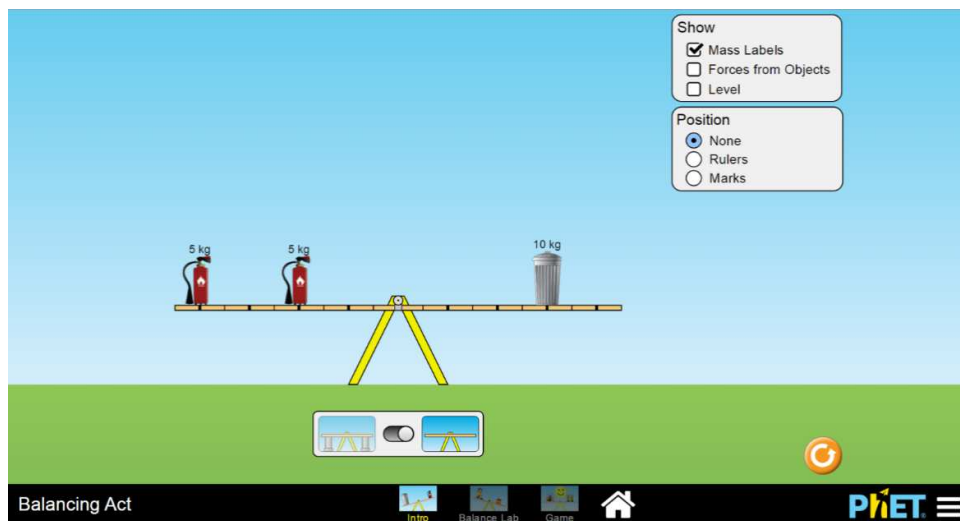 Show
Mass Labels
Forces from Objects
Level
Position
None
Rulers
Marks
5 kg
5 kg
10 kg
Balancing Act
Intro
Balance Lab
Game
PhET